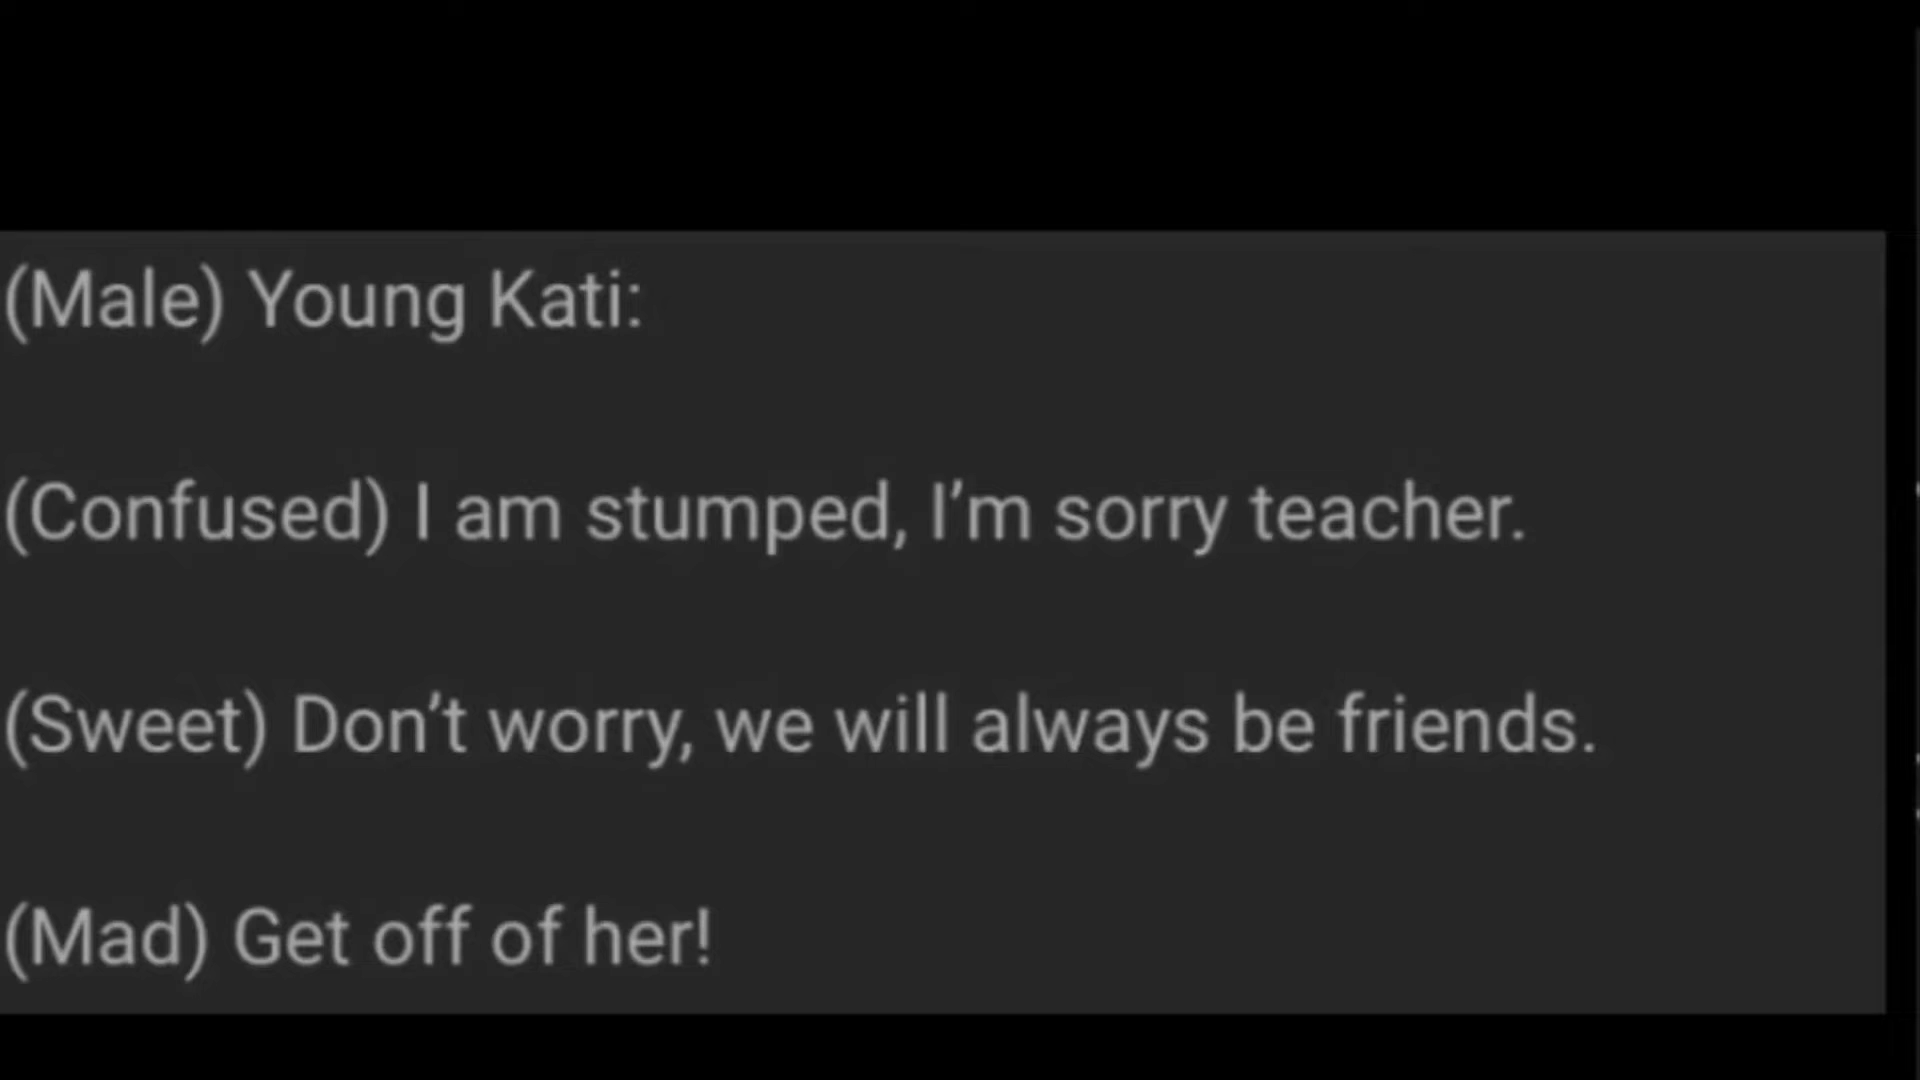 (Male) Young Kati:
(Confused) I am stumped, I’m sorry teacher.
(Sweet) Don’t worry, we will always be friends.
(Mad) Get off of her!